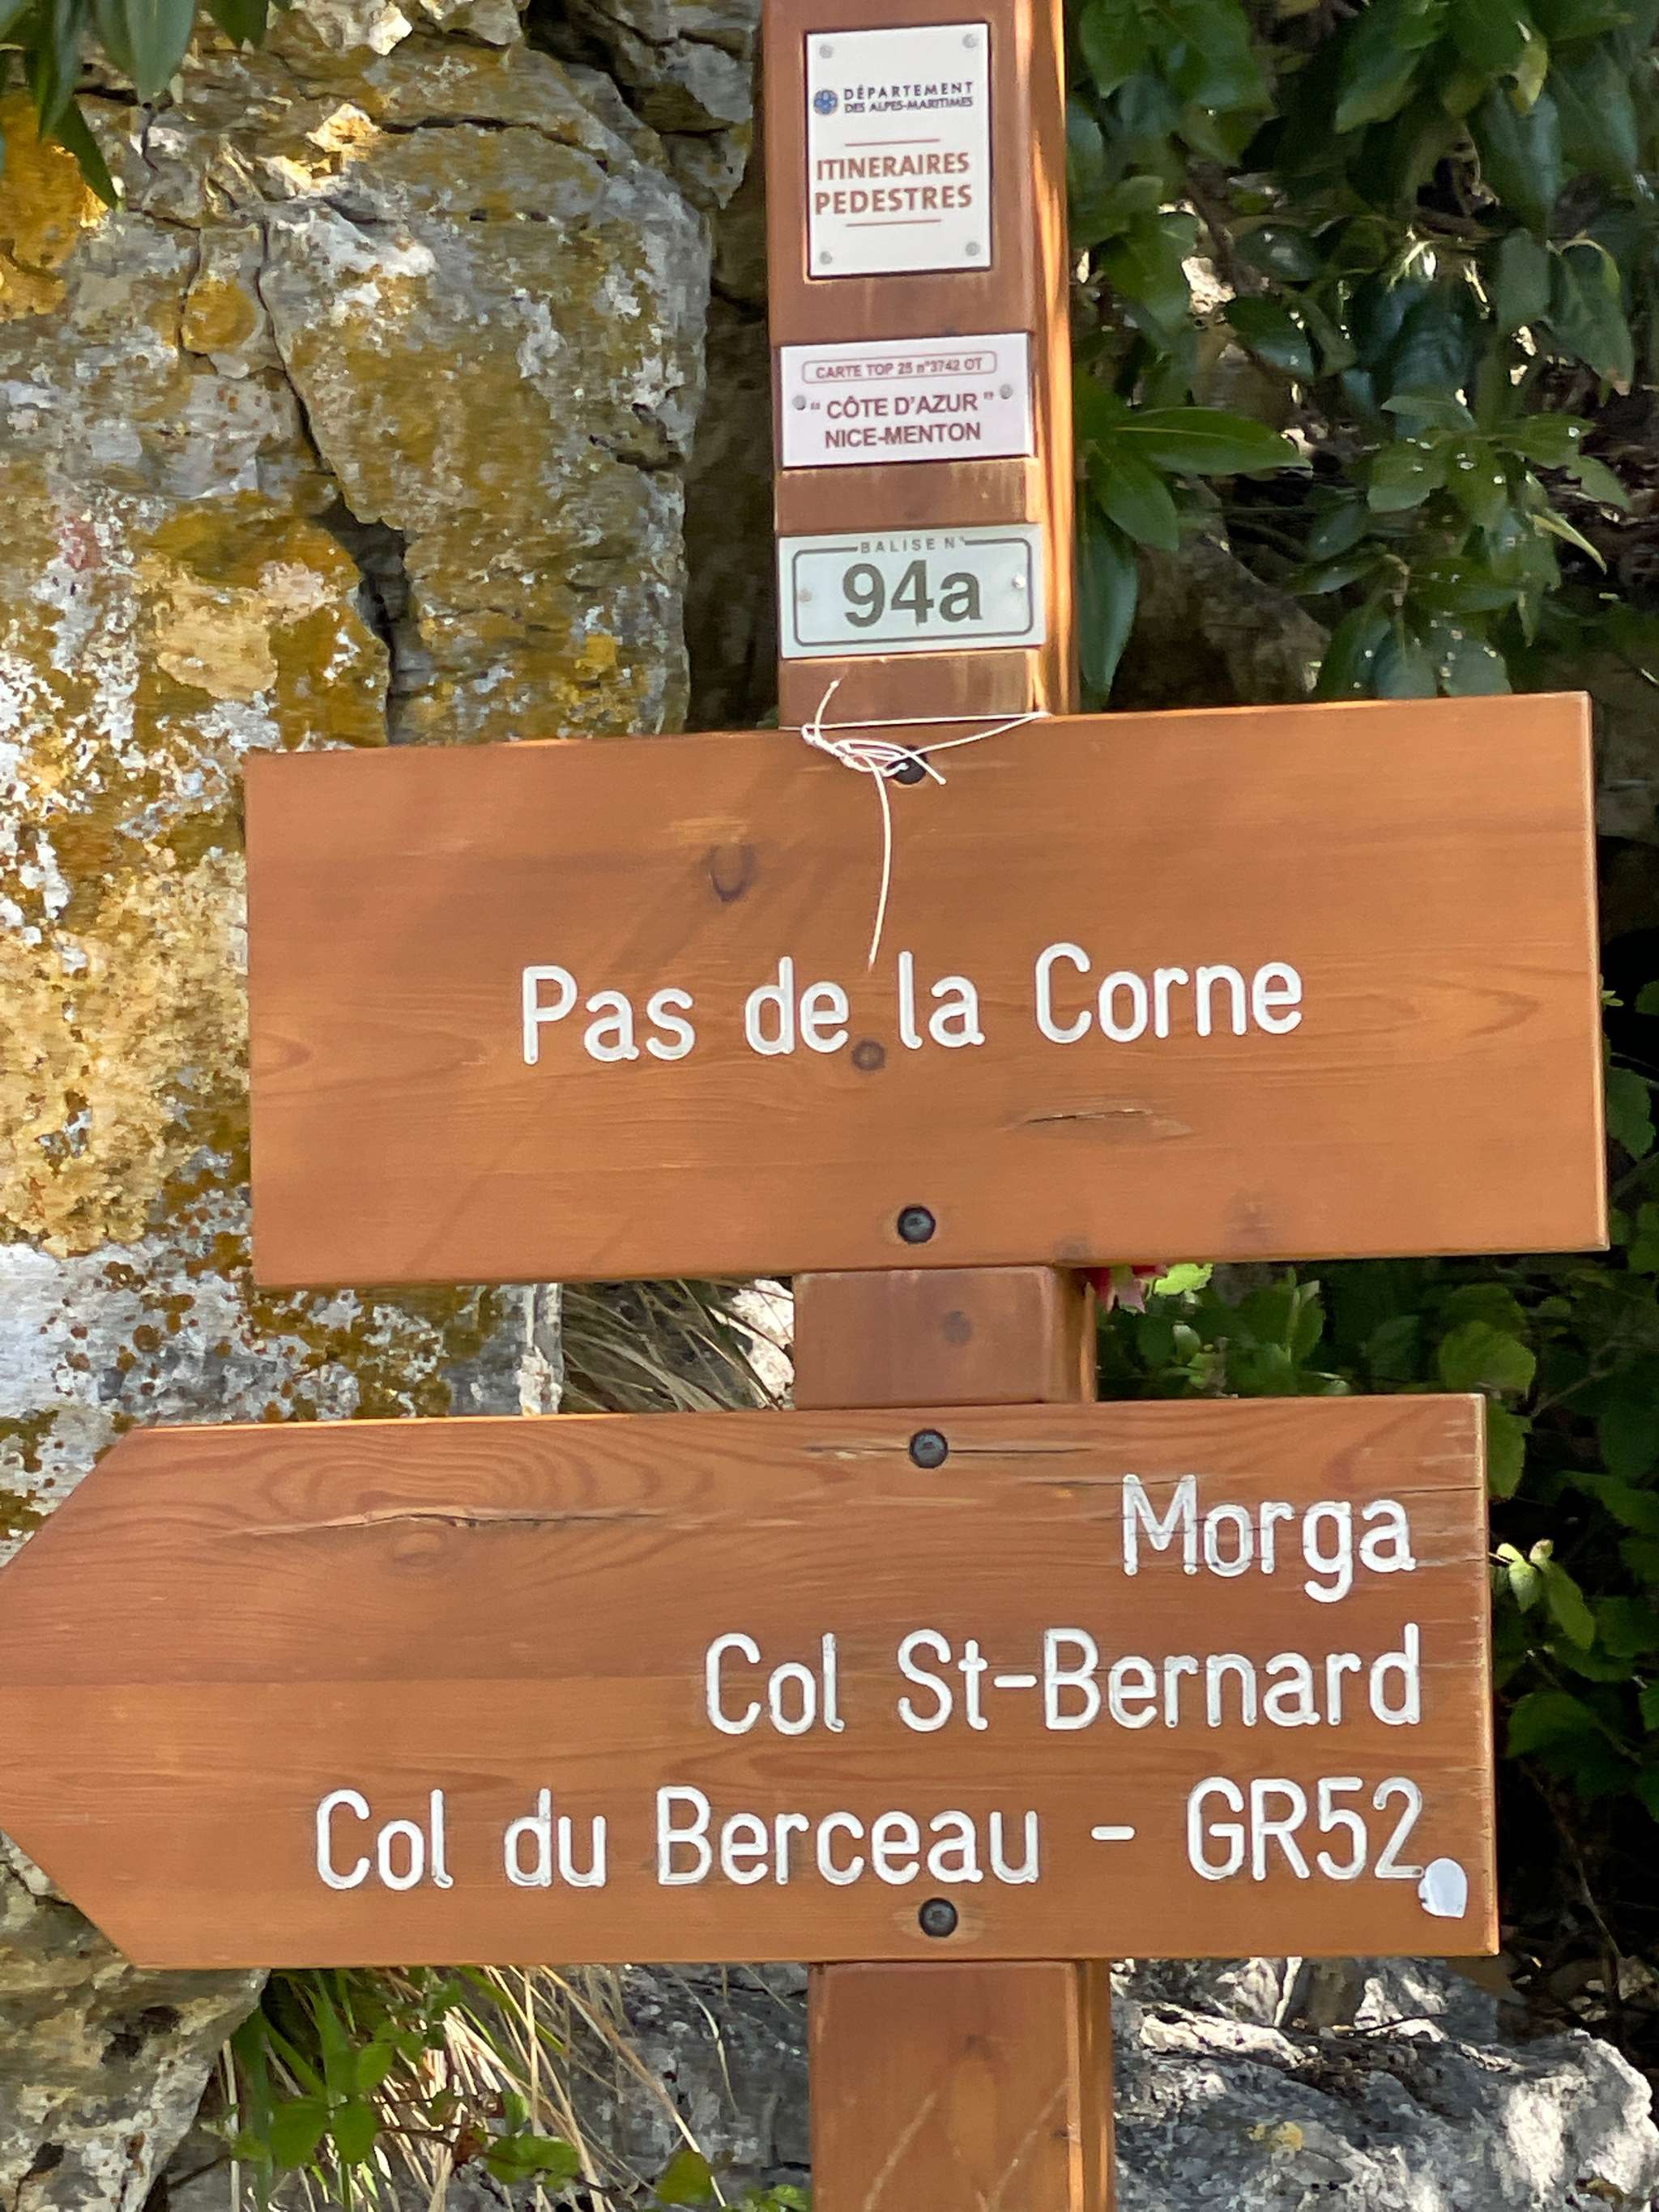 DÉPARTEMENT
DES ALPES-MARITIMES
ITINERAIRES
PEDESTRES
CARTE TOP 25 n°3742 OT
" CÔTE D'AZUR "
NICE-MENTON
BALISE N°
94a
Pas de la Corne
Morga
Col St-Bernard
Col du Berceau - GR52